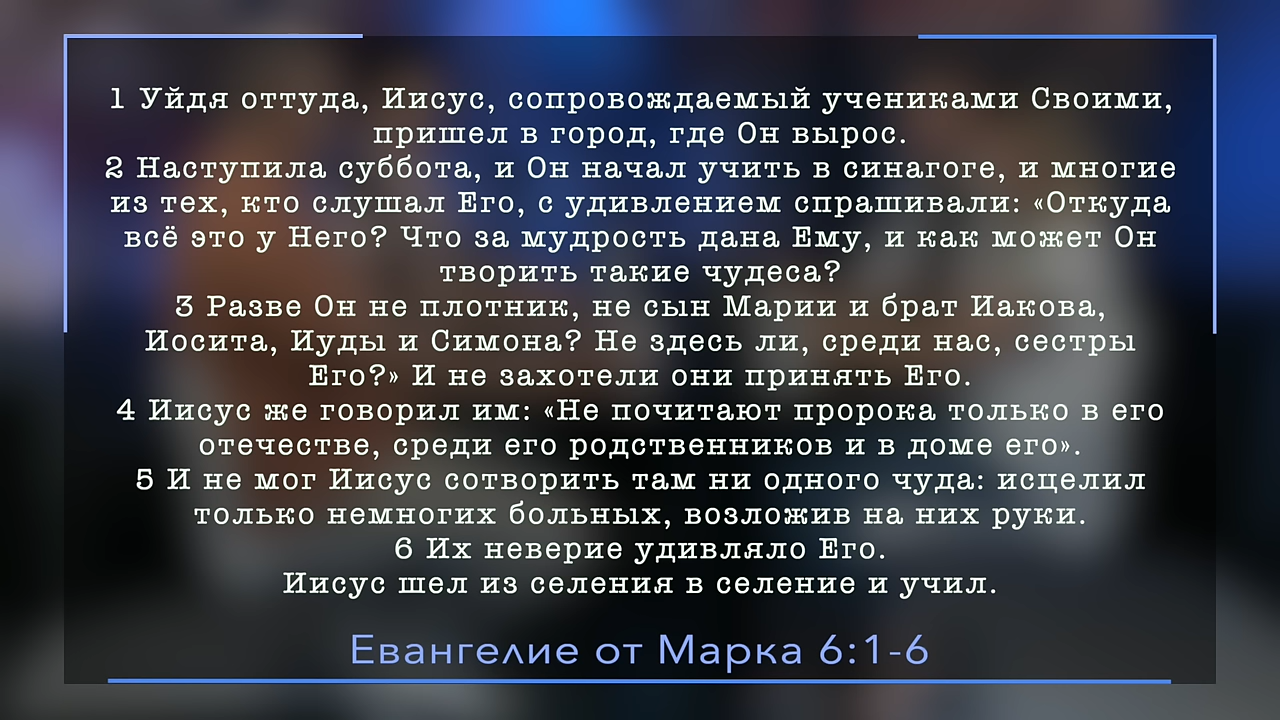 1 Уйдя оттуда, Иисус, сопровождаемый учениками Своими,
пришел в город, где Он вырос.
2 Наступила суббота, и Он начал учить в синагоге, и многие
из тех, кто слушал Его, с удивлением спрашивали: «Откуда
всё это у Него? Что за мудрость дана Ему, и как может Он
творить такие чудеса?
3 Разве Он не плотник, не сын Марии и брат Иакова,
Иосита, Иуды и Симона? Не здесь ли, среди нас, сестры
Его?» И не захотели они принять Его.
4 Иисус же говорил им: «Не почитают пророка только в его
отечестве, среди его родственников и в доме его».
5 И не мог Иисус сотворить там ни одного чуда: исцелил
только немногих больных, возложив на них руки.
6 Их неверие удивляло Его.
Иисус шел из селения в селение и учил.
Евангелие от Марка 6:1-6